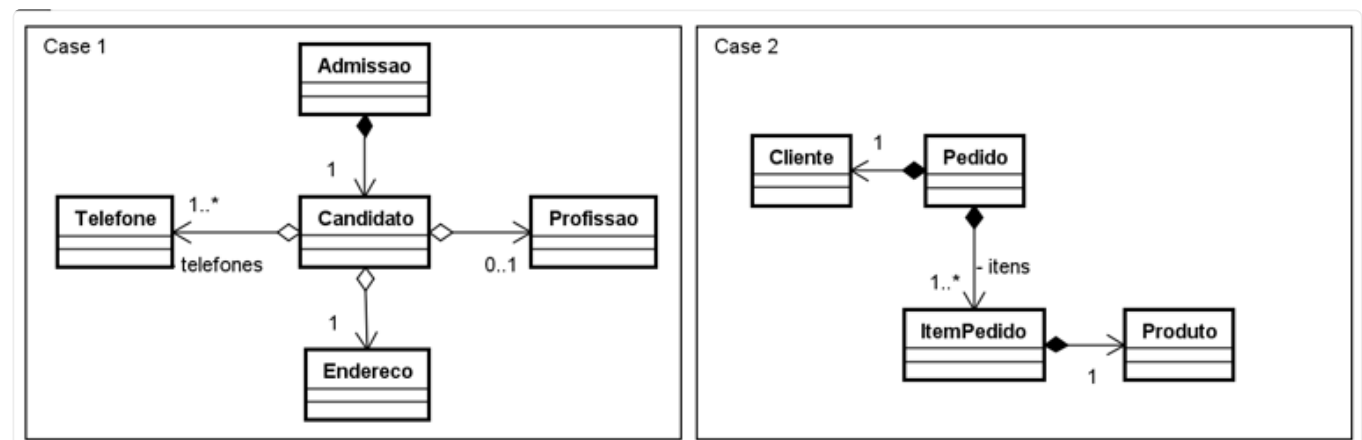 Case 1
Admissao
1
Telefone
1..*
telefones
Candidato
Profissao
0..1
1
Endereco
Case 2
Cliente
1
Pedido
- itens
1..*
ItemPedido
Produto
1